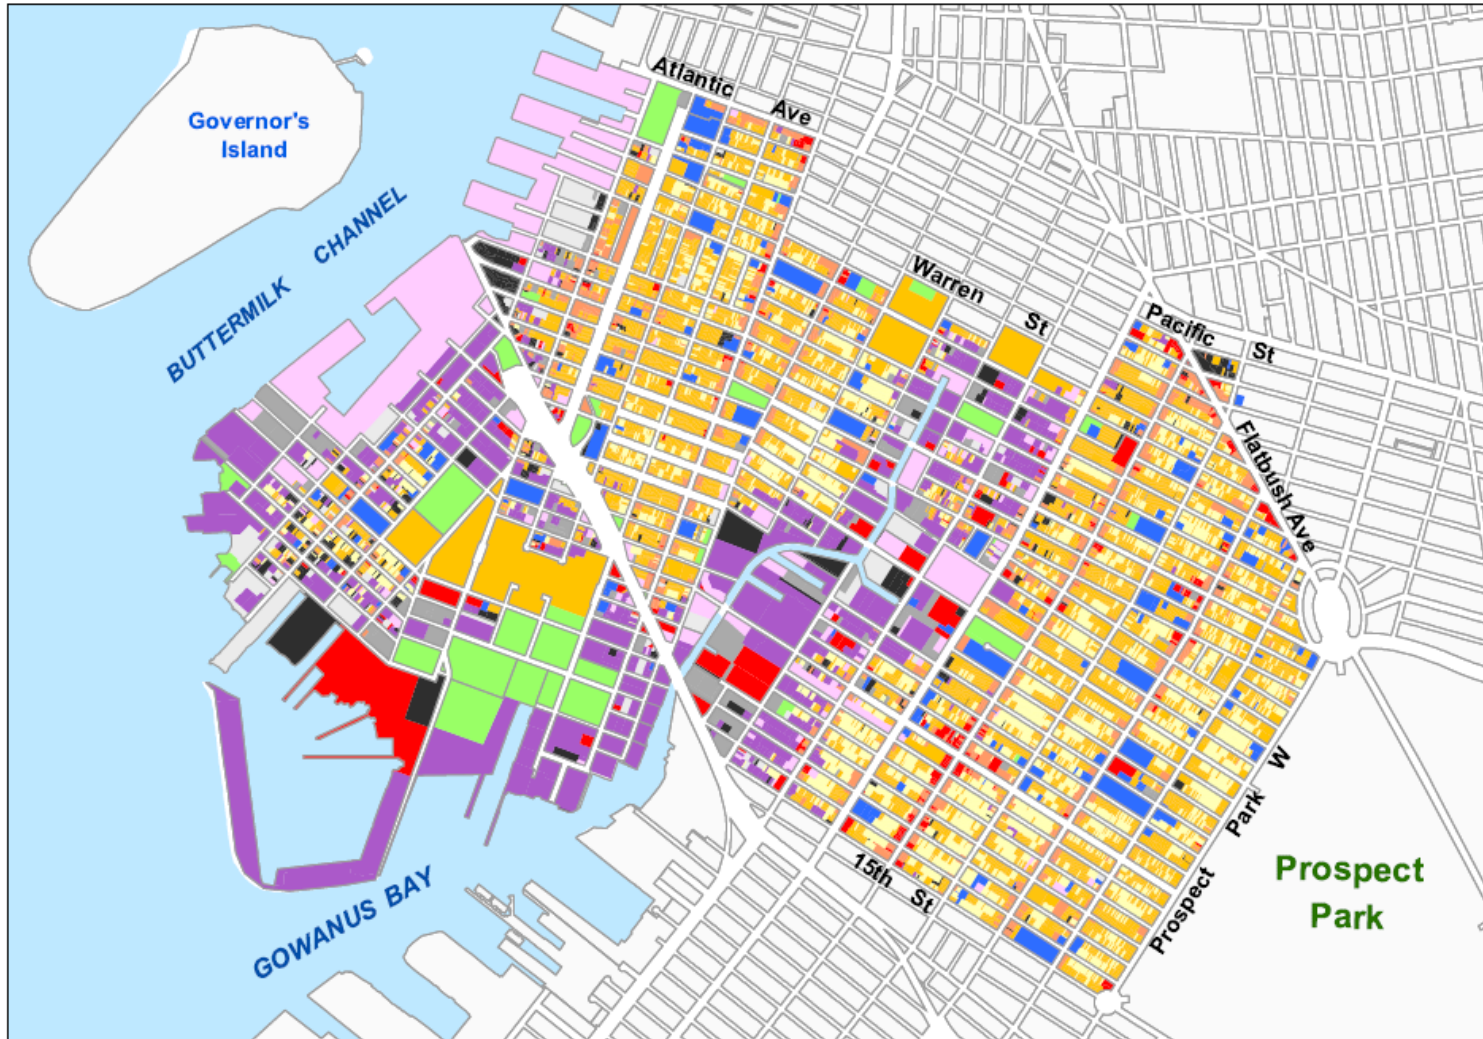 Atlantic
Ave
Governor's
Island
BUTTERMILK CHANNEL
Warren
St
Pacific
St
Flatbush Ave
Prospect Park W
15th St
GOWANUS BAY
Prospect
Park